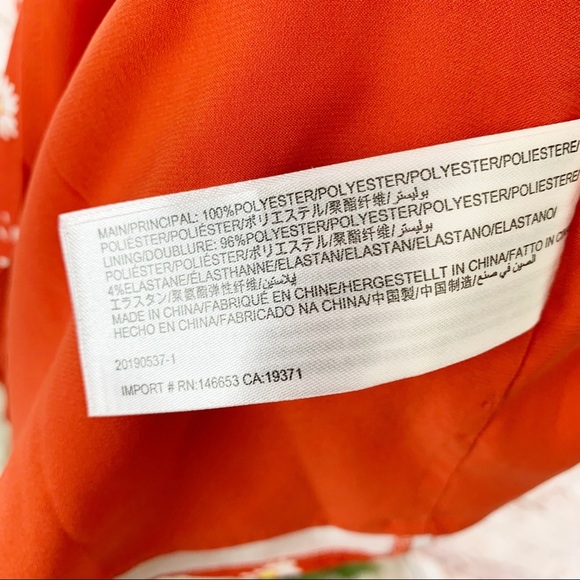 MAIN/PRINCIPAL: 100%POLYESTER/POLYESTER/POLYESTER/POLIESTERE/
POLIÉSTER/POLIÉSTER/ポリエステル/聚酯纤维/بوليستر/
LINING/DOUBLURE: 96%POLYESTER/POLYESTER/POLYESTER/POLIESTERE/
POLIÉSTER/POLIÉSTER/ポリエステル/聚酯纤维/بوليستر/
4%ELASTANE/ÉLASTHANNE/ELASTAN/ELASTAN/ELASTANO/ELASTANO/
エラスタン/聚氨酯弹性纤维/إيلاستين
MADE IN CHINA/FABRIQUÉ EN CHINE/HERGESTELLT IN CHINA/FATTO IN CHINA
HECHO EN CHINA/FABRICADO NA CHINA/中国製/中国制造/الصين في صنع
20190537-1
IMPORT # RN:146653 CA:19371